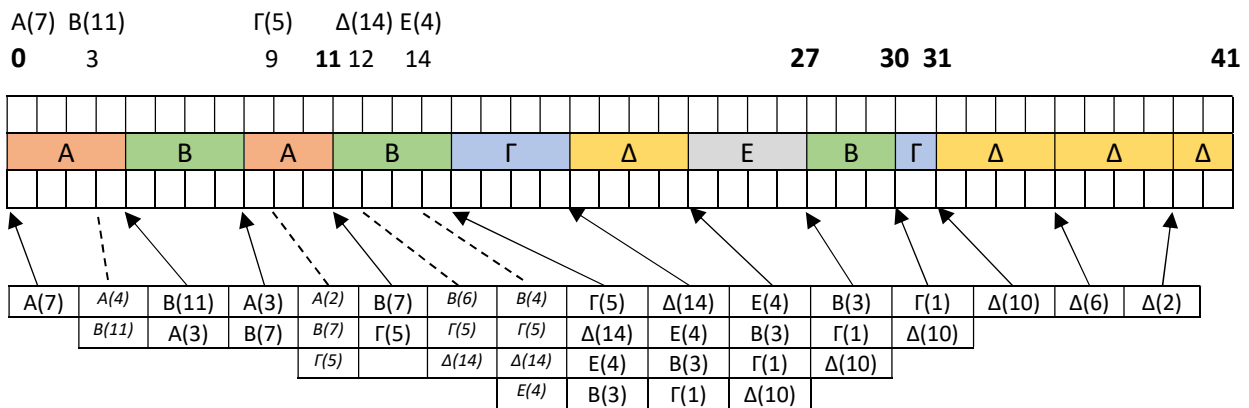 Α(7) Β(11) Γ(5) Δ(14) Ε(4)
0 3 9 11 12 14 27 30 31 41
Α Β Α Β Γ Δ Ε Β Γ Δ Δ Δ
Α(7) Α(4) Β(11) Α(3) Α(2) Β(7) Β(6) Β(4) Γ(5) Δ(14) Ε(4) Β(3) Γ(1) Δ(10) Δ(6) Δ(2)
Β(11) Α(3) Β(7) Β(7) Γ(5) Γ(5) Γ(5) Δ(14) Ε(4) Β(3) Γ(1) Δ(10)
Γ(5) Δ(14) Δ(14) Ε(4) Β(3) Γ(1) Δ(10)
Ε(4) Β(3) Γ(1) Δ(10)